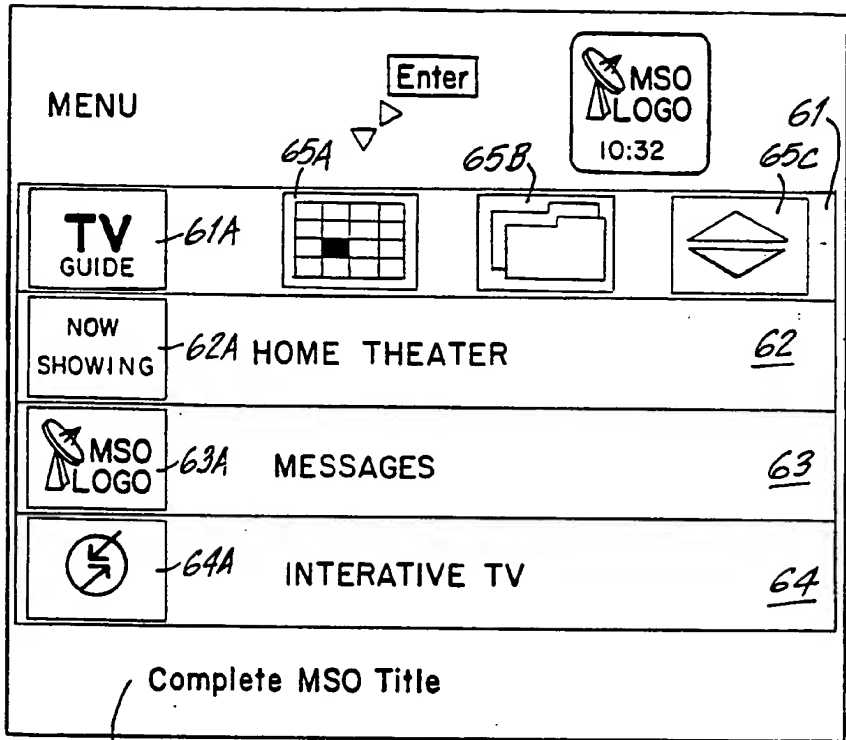 MENU
Enter
MSO
LOGO
10:32
61
65A
65B
65C
TV
GUIDE
61A
NOW
SHOWING
62A
HOME THEATER
62
MSO
LOGO
63A
MESSAGES
63
64A
INTERATIVE TV
64
Complete MSO Title